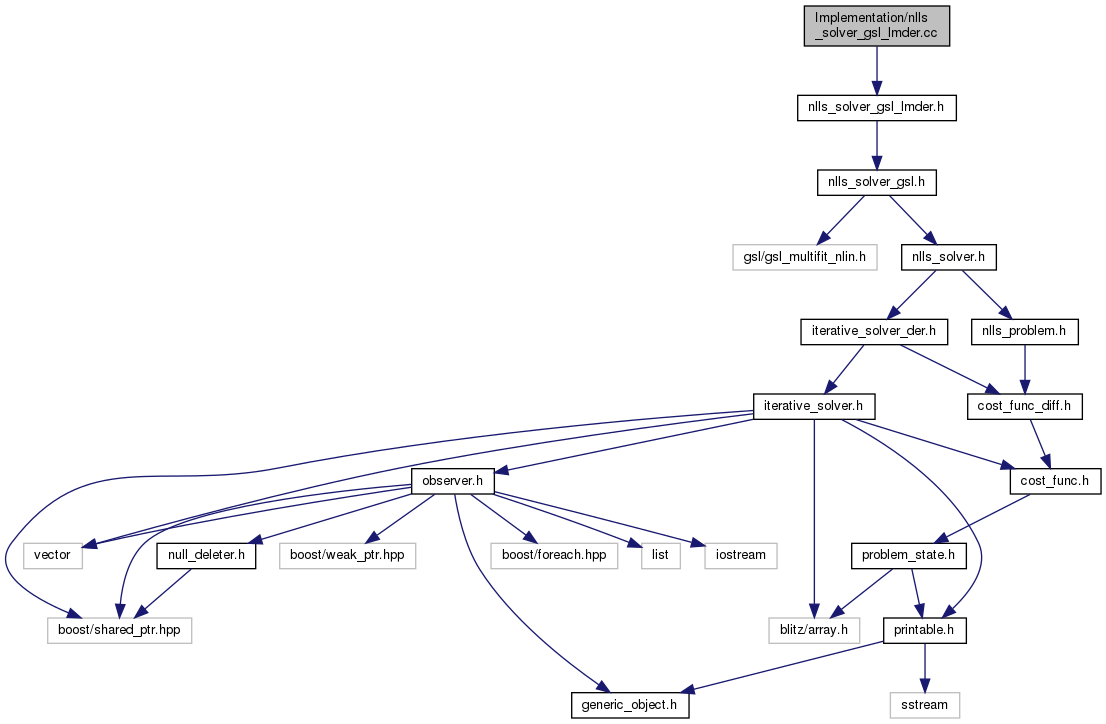 Implementation/nlls
_solver_gsl_lmder.cc
nlls_solver_gsl_lmder.h
nlls_solver_gsl.h
gsl/gsl_multifit_nlin.h
nlls_solver.h
iterative_solver_der.h
nlls_problem.h
iterative_solver.h
cost_func_diff.h
observer.h
cost_func.h
vector
null_deleter.h
boost/weak_ptr.hpp
boost/foreach.hpp
list
iostream
problem_state.h
boost/shared_ptr.hpp
blitz/array.h
printable.h
generic_object.h
sstream